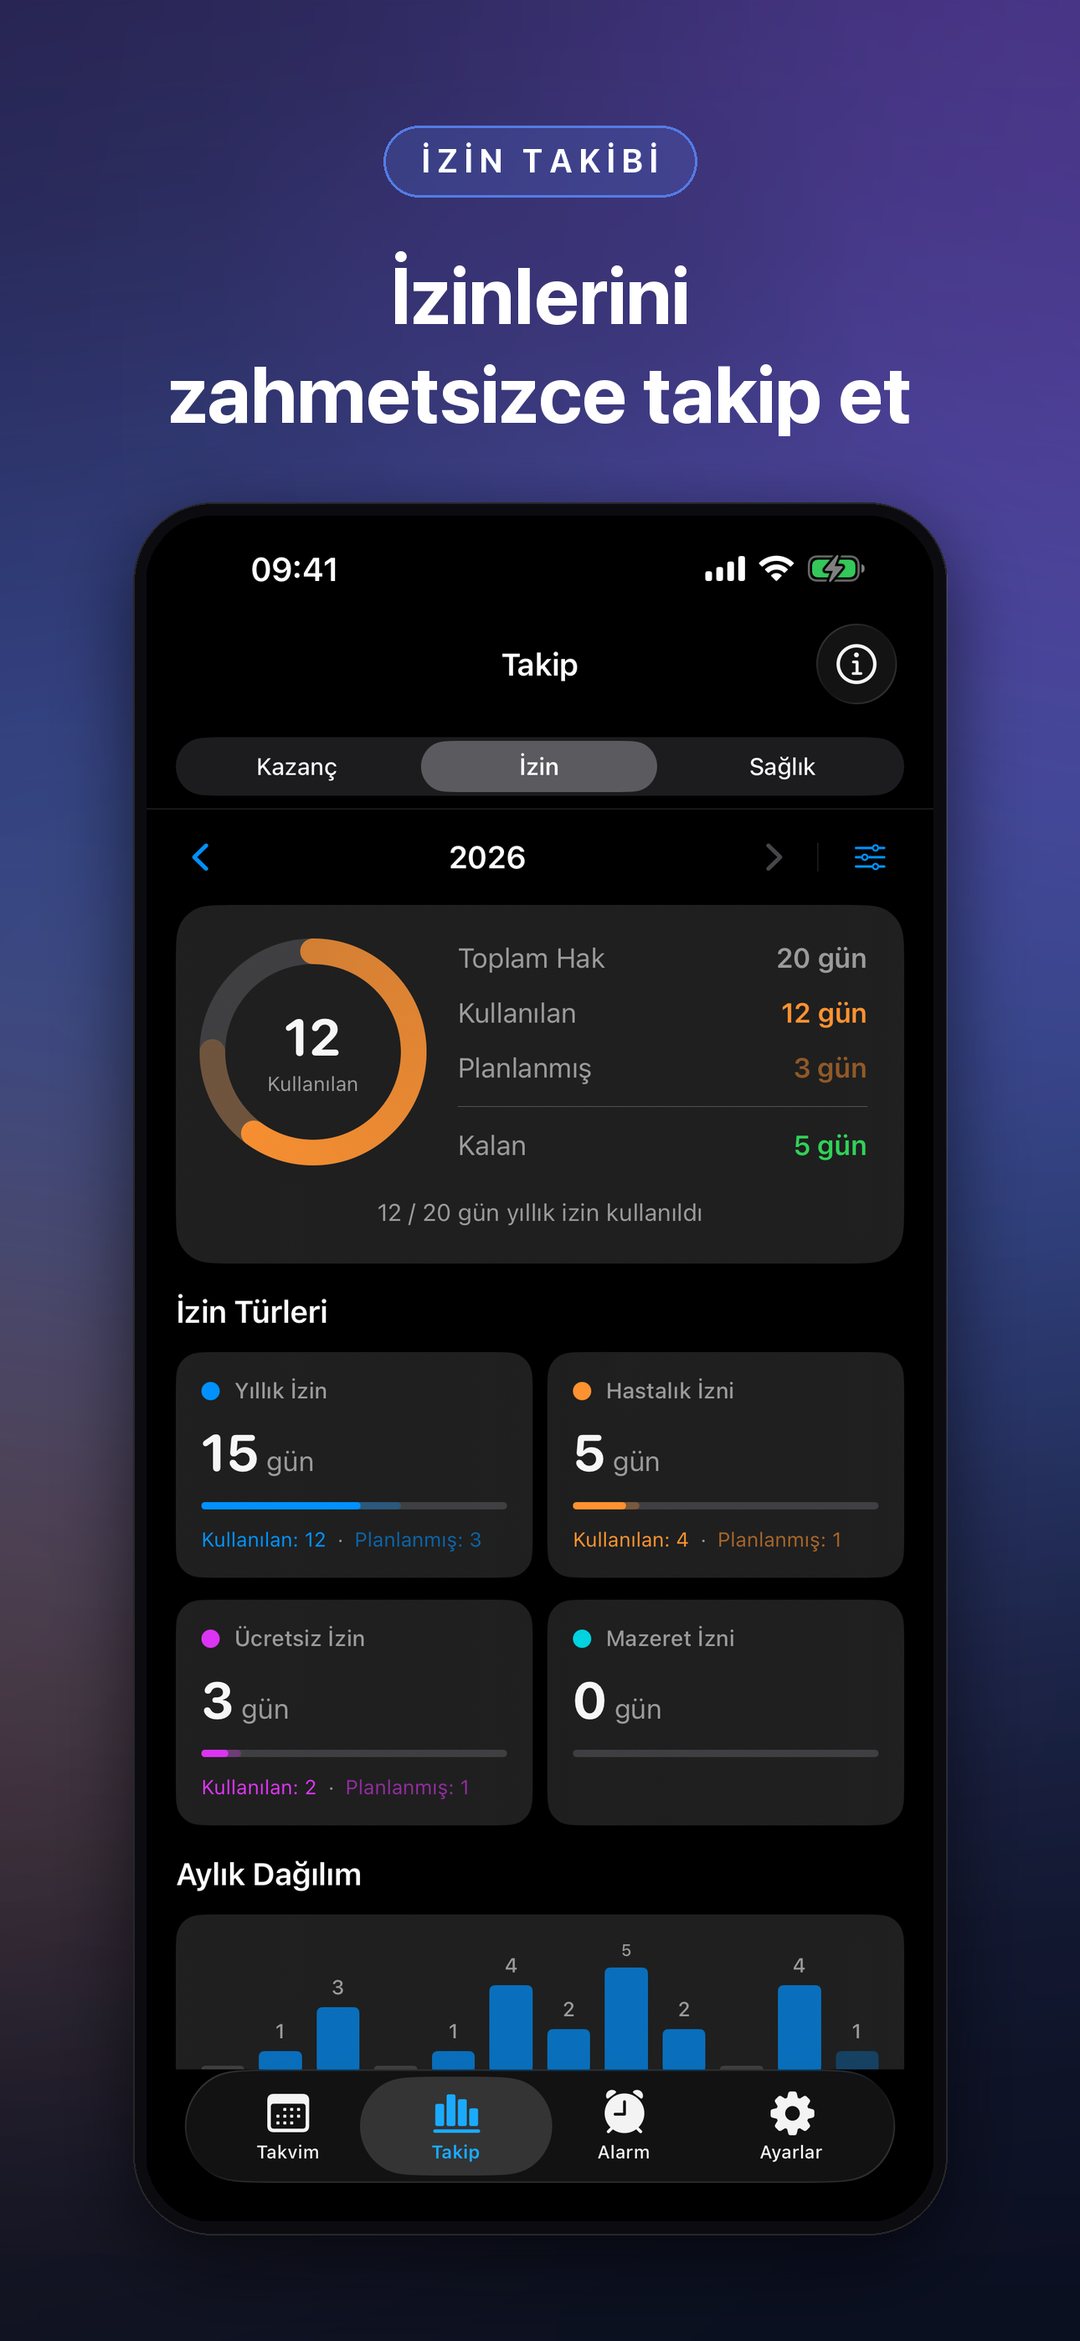 İZİN TAKİBİ
İzinlerini
zahmetsizce takip et
09:41
Takip
Kazanç
İzin
Sağlık
2026
12
Kullanılan
Toplam Hak 20 gün
Kullanılan 12 gün
Planlanmış 3 gün
Kalan 5 gün
12 / 20 gün yıllık izin kullanıldı
İzin Türleri
Yıllık İzin
15 gün
Kullanılan: 12 · Planlanmış: 3
Hastalık İzni
5 gün
Kullanılan: 4 · Planlanmış: 1
Ücretsiz İzin
3 gün
Kullanılan: 2 · Planlanmış: 1
Mazeret İzni
0 gün
Aylık Dağılım
1 3 1 4 2 5 2 4 1
Takvim
Takip
Alarm
Ayarlar